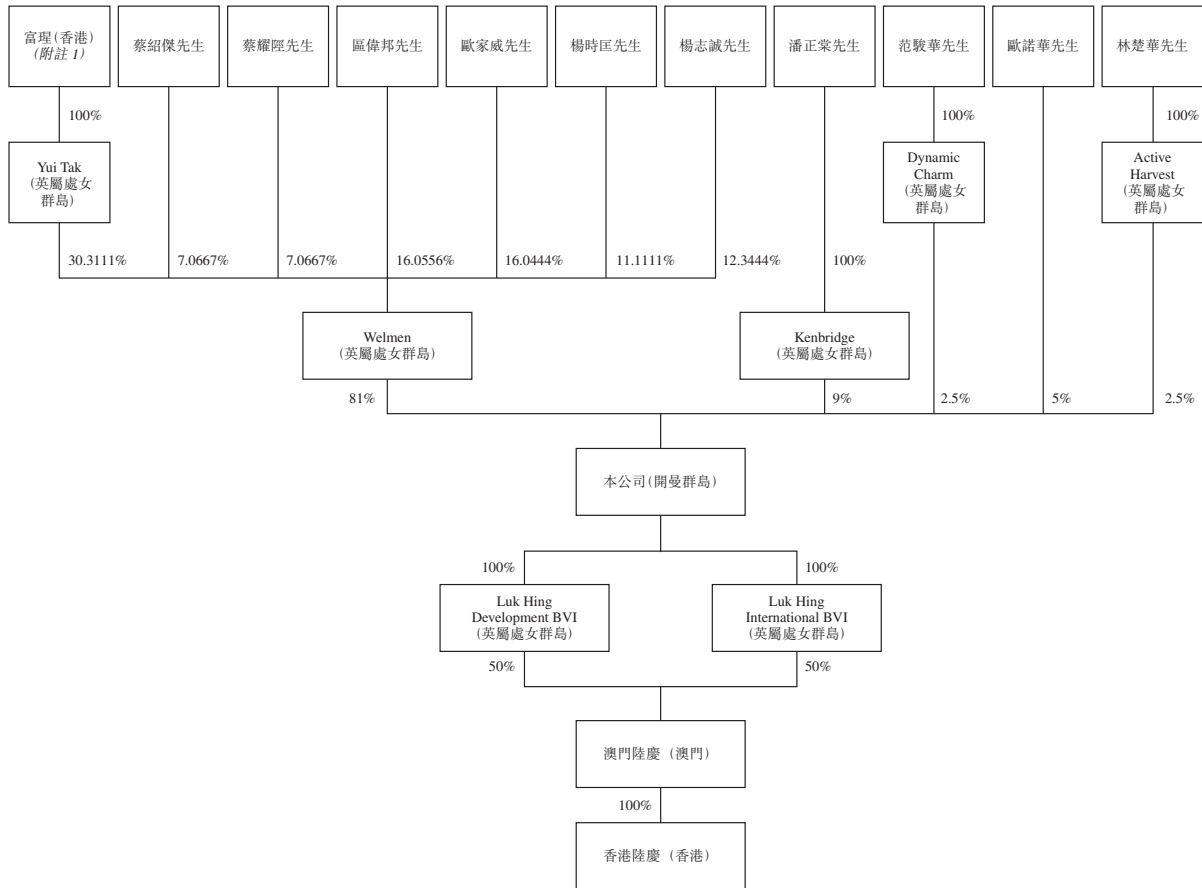 富瑆(香港)
(附註 1)
蔡紹傑先生
蔡耀陞先生
區偉邦先生
歐家威先生
楊時匡先生
楊志誠先生
潘正棠先生
范駿華先生
歐諾華先生
林楚華先生
100%
100%
100%
Yui Tak
(英屬處女
群島)
Dynamic
Charm
(英屬處女
群島)
Active
Harvest
(英屬處女
群島)
30.3111%
7.0667%
7.0667%
16.0556%
16.0444%
11.1111%
12.3444%
100%
Welmen
(英屬處女群島)
Kenbridge
(英屬處女群島)
81%
9%
2.5%
5%
2.5%
本公司(開曼群島)
100%
100%
Luk Hing
Development BVI
(英屬處女群島)
Luk Hing
International BVI
(英屬處女群島)
50%
50%
澳門陸慶 (澳門)
100%
香港陸慶 (香港)